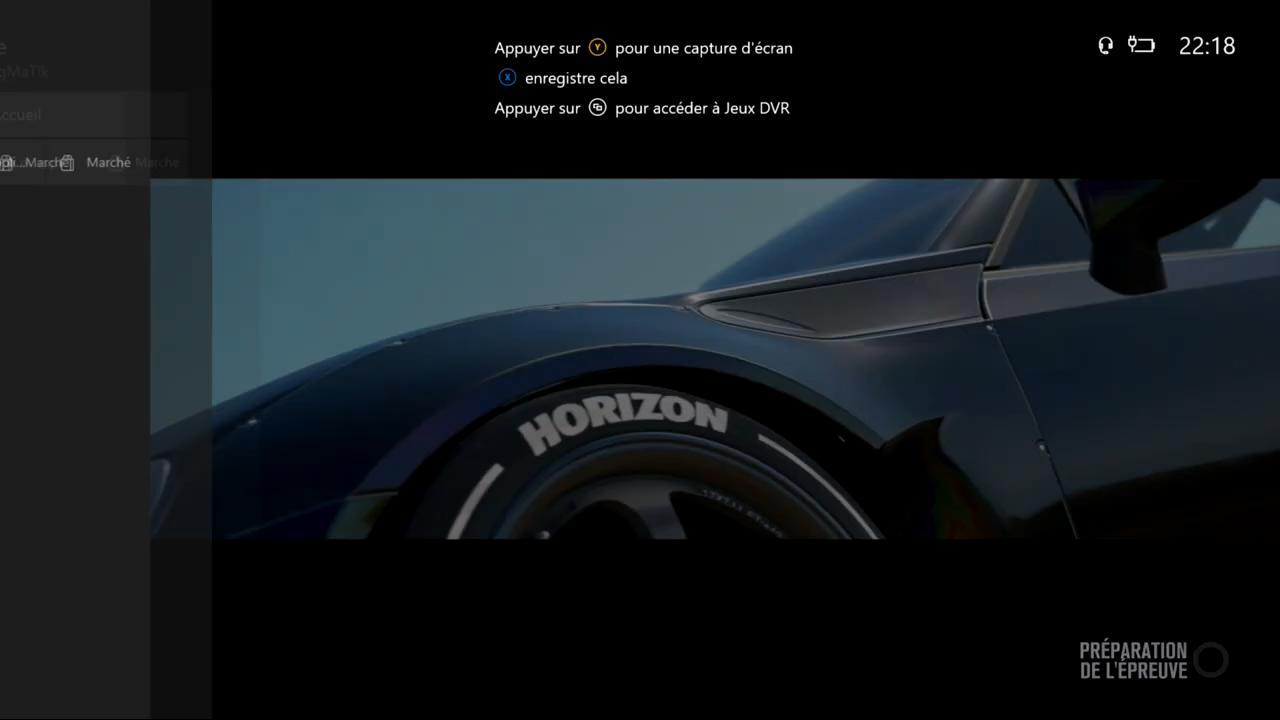 Appuyer sur Y pour une capture d'écran
X enregistre cela
Appuyer sur pour accéder à Jeux DVR
22:18
Accueil
Marché Marché Marche
HORIZON
PRÉPARATION
DE L'ÉPREUVE